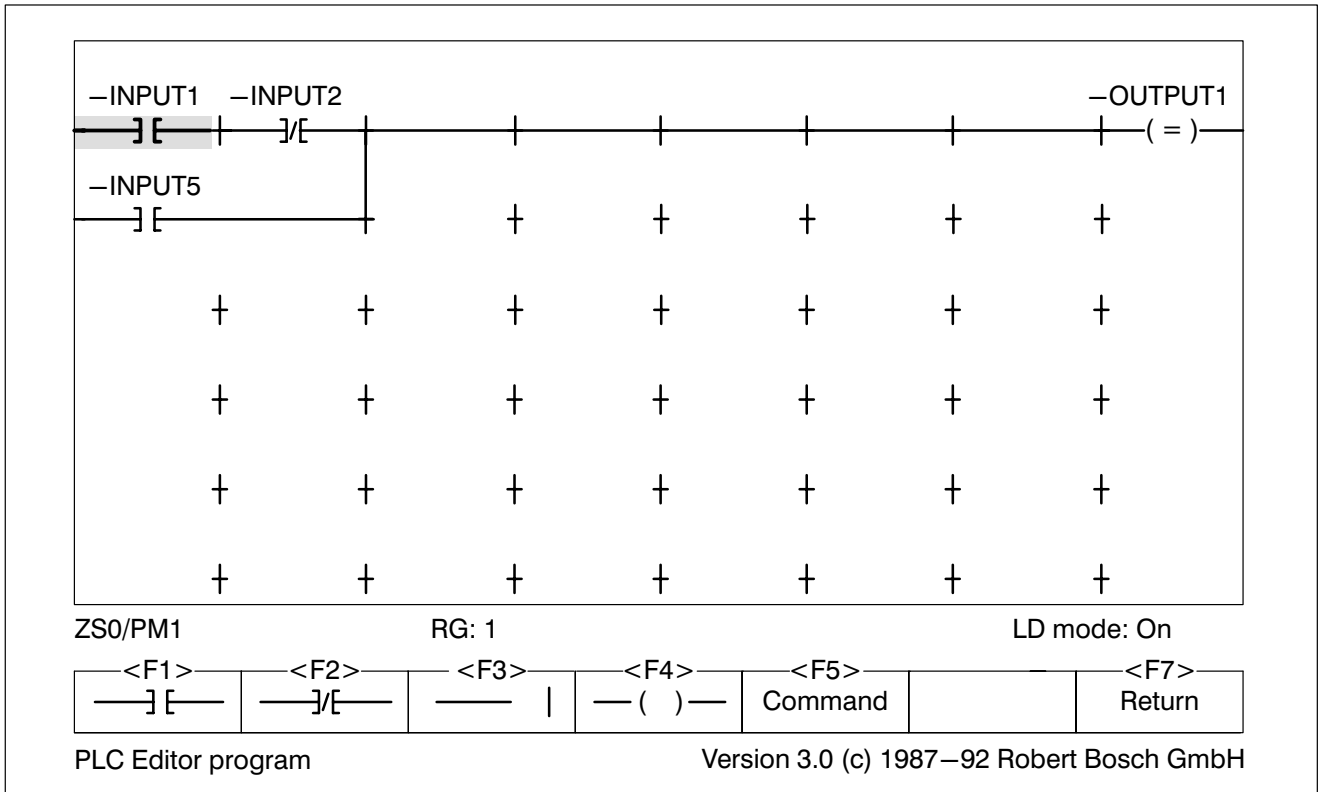 –INPUT1 –INPUT2 –OUTPUT1
( = )
–INPUT5
ZS0/PM1 RG: 1 LD mode: On
<F1> <F2> <F3> <F4> <F5> <F7>
( ) Command Return
PLC Editor program Version 3.0 (c) 1987–92 Robert Bosch GmbH